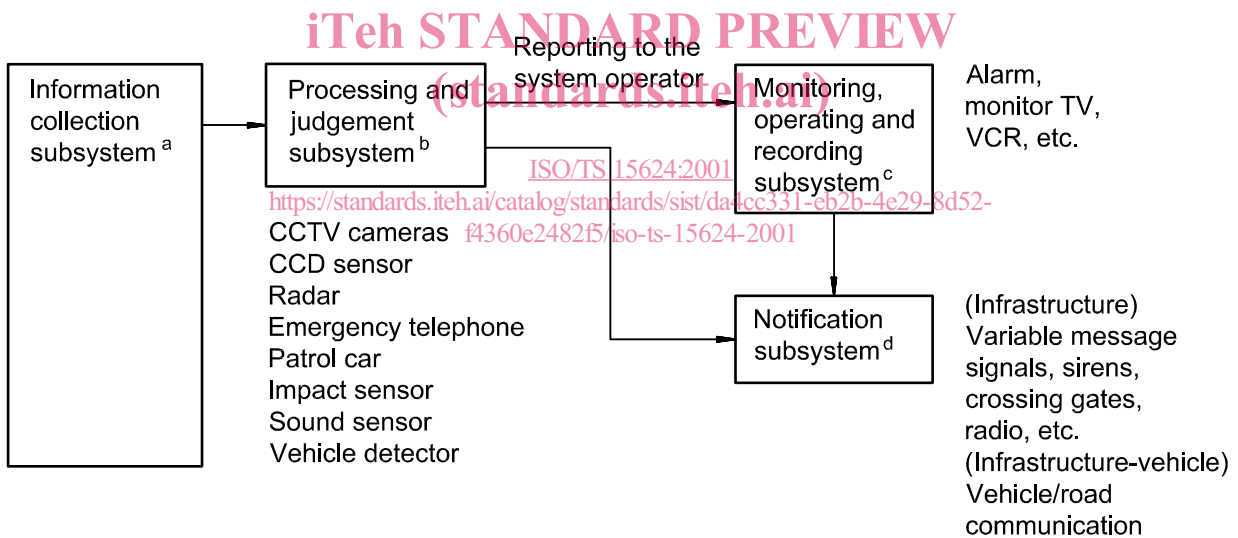 iTeh STANDARD PREVIEW
(standards.iteh.ai)
Information
collection
subsystem a
Processing and
judgement
subsystem b
Reporting to the
system operator
Monitoring,
operating and
recording
subsystem c
Alarm,
monitor TV,
VCR, etc.
ISO/TS 15624:2001
https://standards.iteh.ai/catalog/standards/sist/da4cc331-eb2b-4e29-8d52-
f4360e2482f5/iso-ts-15624-2001
CCTV cameras
CCD sensor
Radar
Emergency telephone
Patrol car
Impact sensor
Sound sensor
Vehicle detector
Notification
subsystem d
(Infrastructure)
Variable message
signals, sirens,
crossing gates,
radio, etc.
(Infrastructure-vehicle)
Vehicle/road
communication